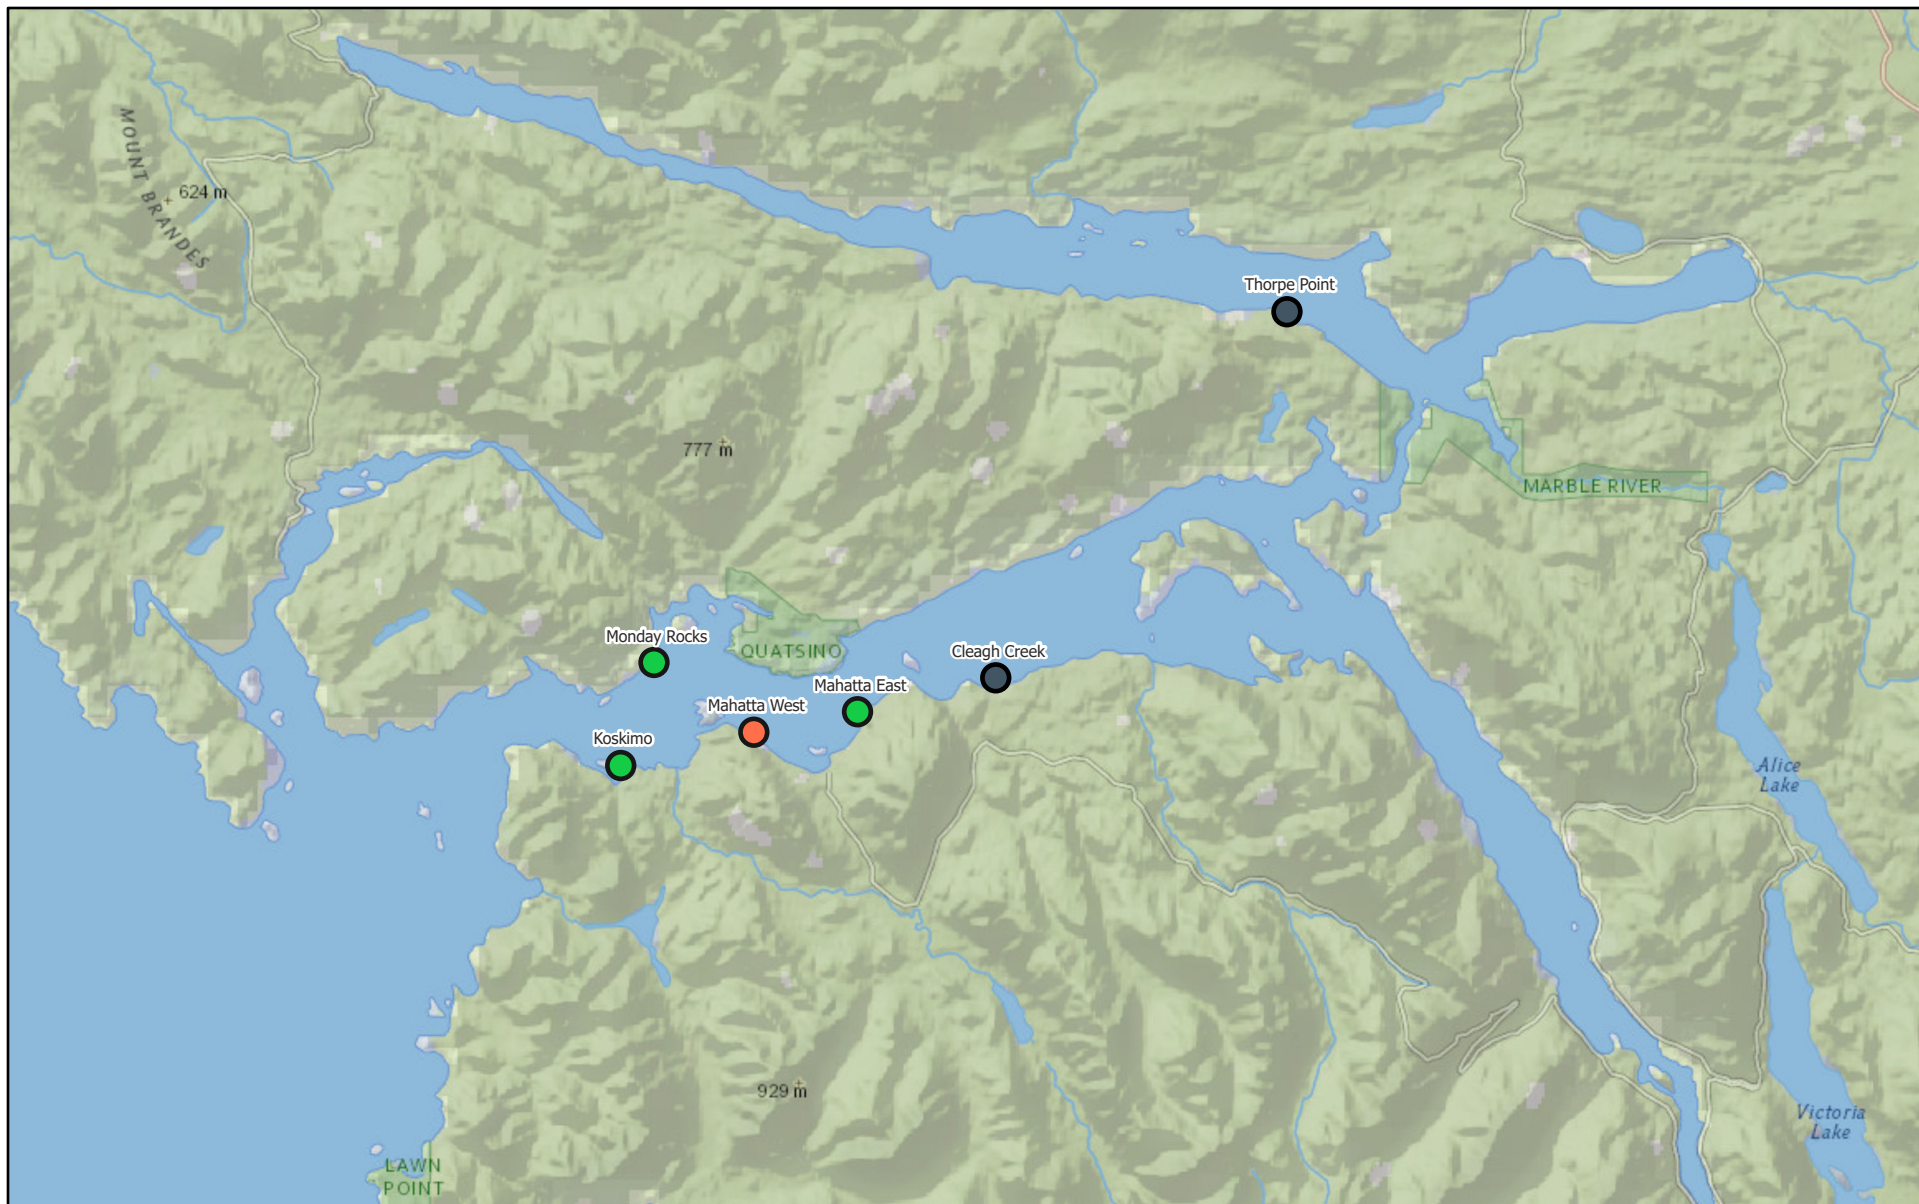 MOUNT BRANDES
624 m
Thorpe Point
777 m
MARBLE RIVER
Monday Rocks
QUATSINO
Cleagh Creek
Mahatta East
Mahatta West
Koskimo
Alice
Lake
929 m
Victoria
Lake
LAWN
POINT